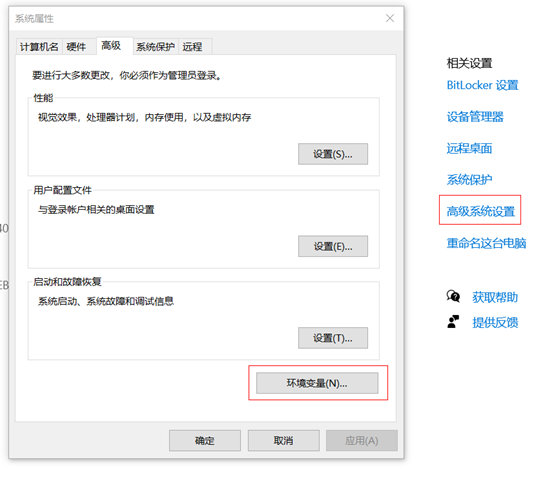 系统属性
计算机名 硬件 高级 系统保护 远程
要进行大多数更改，你必须作为管理员登录。
性能
视觉效果，处理器计划，内存使用，以及虚拟内存
设置(S)...
用户配置文件
与登录帐户相关的桌面设置
设置(E)...
启动和故障恢复
系统启动、系统故障和调试信息
设置(T)...
环境变量(N)...
确定 取消 应用(A)
40
EB
相关设置
BitLocker 设置
设备管理器
远程桌面
系统保护
高级系统设置
重命名这台电脑
获取帮助
提供反馈